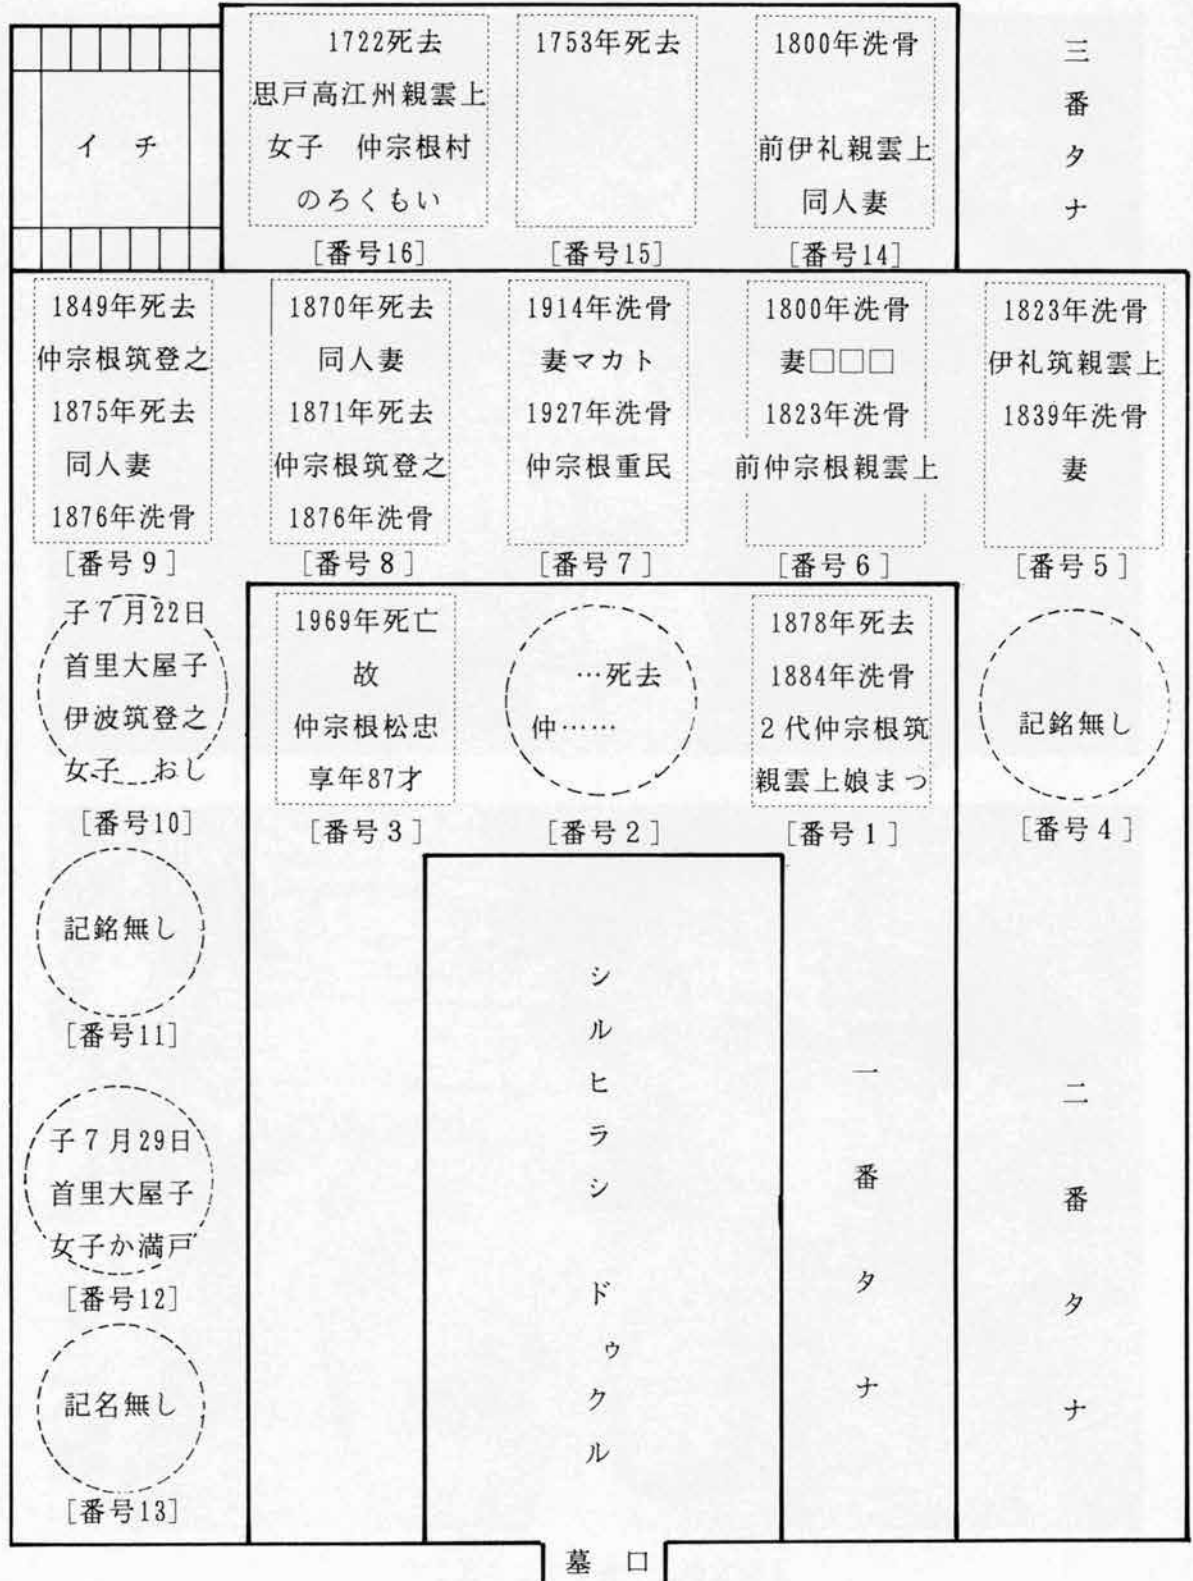 1722死去
思戸高江州親雲上
女子　仲宗根村
のろくもい
[番号16]
1753年死去
[番号15]
1800年洗骨
前伊礼親雲上
同人妻
[番号14]
三番タナ
イチ
1849年死去
仲宗根筑登之
1875年死去
同人妻
1876年洗骨
[番号9]
1870年死去
同人妻
1871年死去
仲宗根筑登之
1876年洗骨
[番号8]
1914年洗骨
妻マカト
1927年洗骨
仲宗根重民
[番号7]
1800年洗骨
妻□□□
1823年洗骨
前仲宗根親雲上
[番号6]
1823年洗骨
伊礼筑親雲上
1839年洗骨
妻
[番号5]
子7月22日
首里大屋子
伊波筑登之
女子　おし
[番号10]
1969年死亡
故
仲宗根松忠
享年87才
[番号3]
…死去
仲……
[番号2]
1878年死去
1884年洗骨
2代仲宗根筑
親雲上娘まつ
[番号1]
記銘無し
[番号4]
記銘無し
[番号11]
子7月29日
首里大屋子
女子か満戸
[番号12]
記名無し
[番号13]
シルヒラシ　ドゥクル
一番タナ
二番タナ
墓口